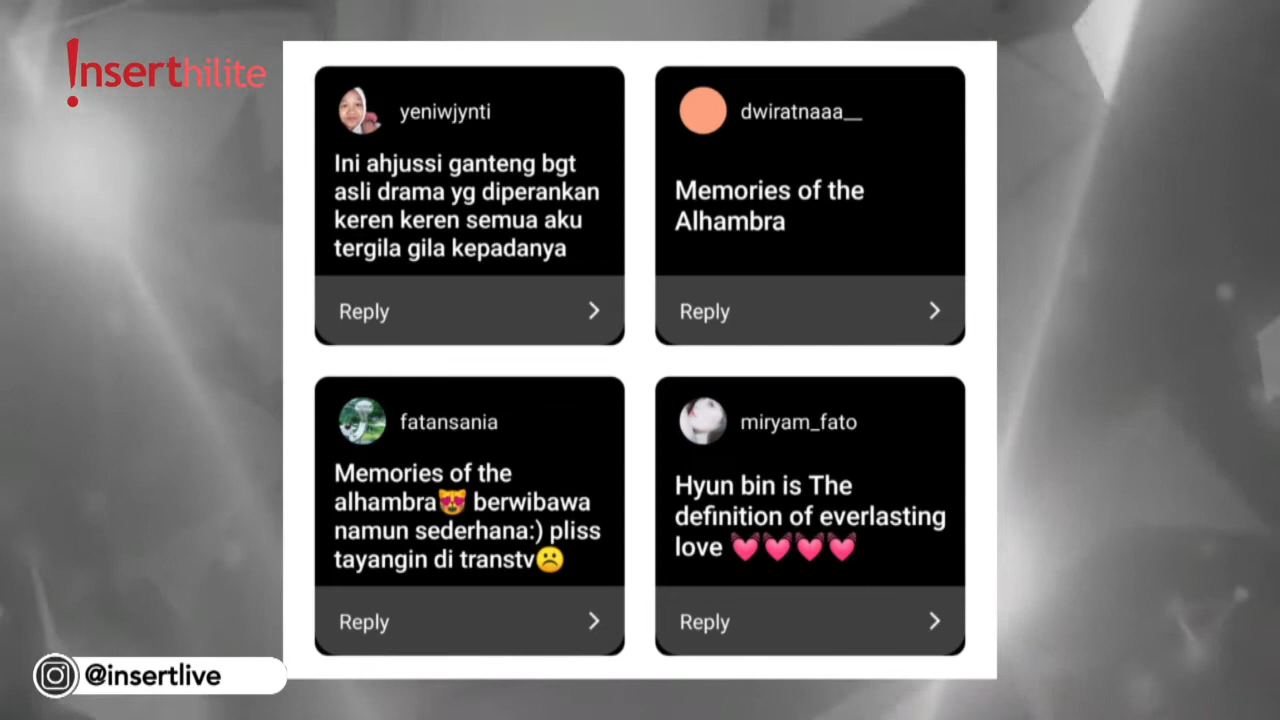 Inserthilite
yeniwjynti
Ini ahjussi ganteng bgt
asli drama yg diperankan
keren keren semua aku
tergila gila kepadanya
Reply
dwiratnaaa__
Memories of the
Alhambra
Reply
fatansania
Memories of the
alhambra😻 berwibawa
namun sederhana:) pliss
tayangin di transtv☹️
Reply
miryam_fato
Hyun bin is The
definition of everlasting
love 💓💓💓💓
Reply
@insertlive